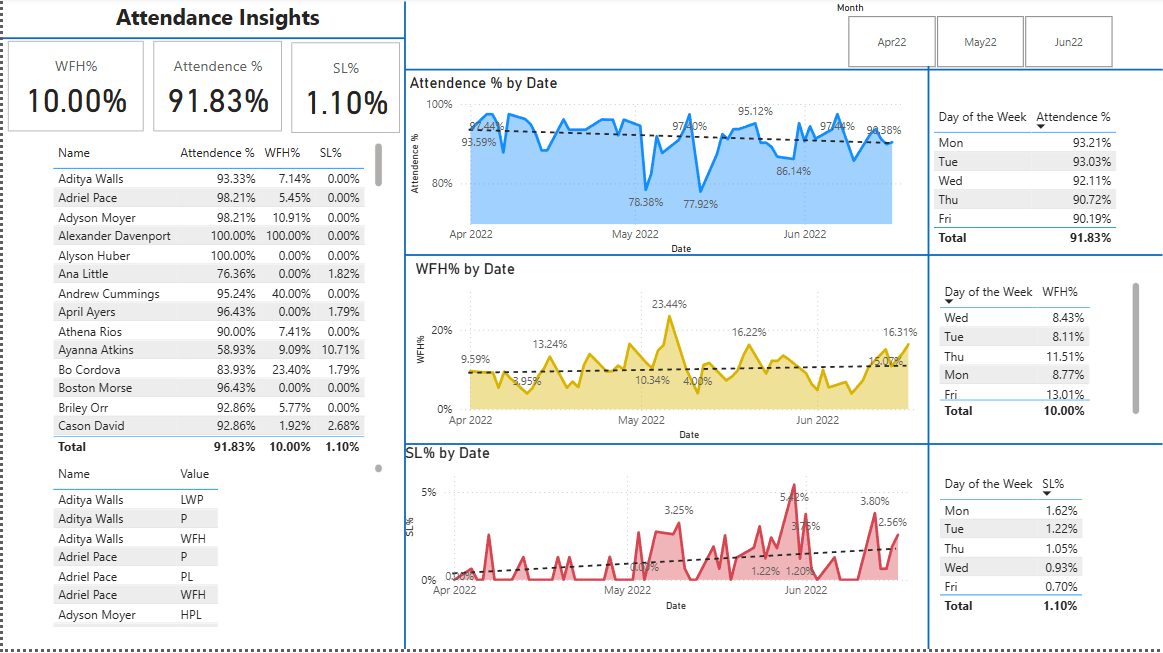 Attendance Insights
Month
Apr22 May22 Jun22
WFH% Attendence % SL%
10.00% 91.83% 1.10%
Name Attendence % WFH% SL%
Aditya Walls 93.33% 7.14% 0.00%
Adriel Pace 98.21% 5.45% 0.00%
Adyson Moyer 98.21% 10.91% 0.00%
Alexander Davenport 100.00% 100.00% 0.00%
Alyson Huber 100.00% 0.00% 0.00%
Ana Little 76.36% 0.00% 1.82%
Andrew Cummings 95.24% 40.00% 0.00%
April Ayers 96.43% 0.00% 1.79%
Athena Rios 90.00% 7.41% 0.00%
Ayanna Atkins 58.93% 9.09% 10.71%
Bo Cordova 83.93% 23.40% 1.79%
Boston Morse 96.43% 0.00% 0.00%
Briley Orr 92.86% 5.77% 0.00%
Cason David 92.86% 1.92% 2.68%
Total 91.83% 10.00% 1.10%
Name Value
Aditya Walls LWP
Aditya Walls P
Aditya Walls WFH
Adriel Pace P
Adriel Pace PL
Adriel Pace WFH
Adyson Moyer HPL
Attendence % by Date
Attendence %
100%
80%
97.44%
93.59%
78.38%
97.40%
77.92%
95.12%
86.14%
97.44%
90.38%
Apr 2022 May 2022 Jun 2022
Date
Day of the Week Attendence %
Mon 93.21%
Tue 93.03%
Wed 92.11%
Thu 90.72%
Fri 90.19%
Total 91.83%
WFH% by Date
WFH%
20%
0%
9.59%
3.95%
13.24%
10.34%
23.44%
4.00%
16.22%
15.07%
16.31%
Apr 2022 May 2022 Jun 2022
Date
Day of the Week WFH%
Wed 8.43%
Tue 8.11%
Thu 11.51%
Mon 8.77%
Fri 13.01%
Total 10.00%
SL% by Date
SL%
5%
0%
0.00%
0.00%
3.25%
1.22%
5.42%
1.20%
3.75%
3.80%
2.56%
Apr 2022 May 2022 Jun 2022
Date
Day of the Week SL%
Mon 1.62%
Tue 1.22%
Thu 1.05%
Wed 0.93%
Fri 0.70%
Total 1.10%